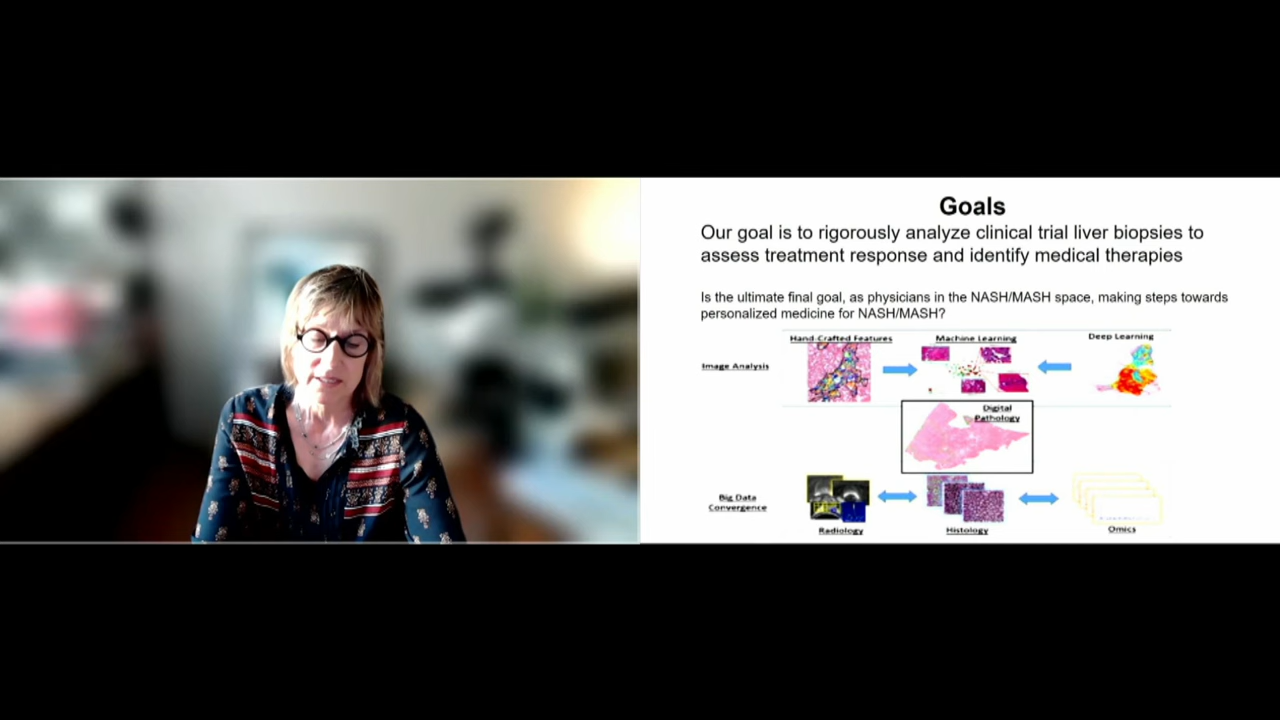 Goals
Our goal is to rigorously analyze clinical trial liver biopsies to
assess treatment response and identify medical therapies
Is the ultimate final goal, as physicians in the NASH/MASH space, making steps towards
personalized medicine for NASH/MASH?
Hand-Crafted Features
Machine Learning
Deep Learning
Image Analysis
Digital
Pathology
Big Data
Convergence
Radiology
Histology
Omics